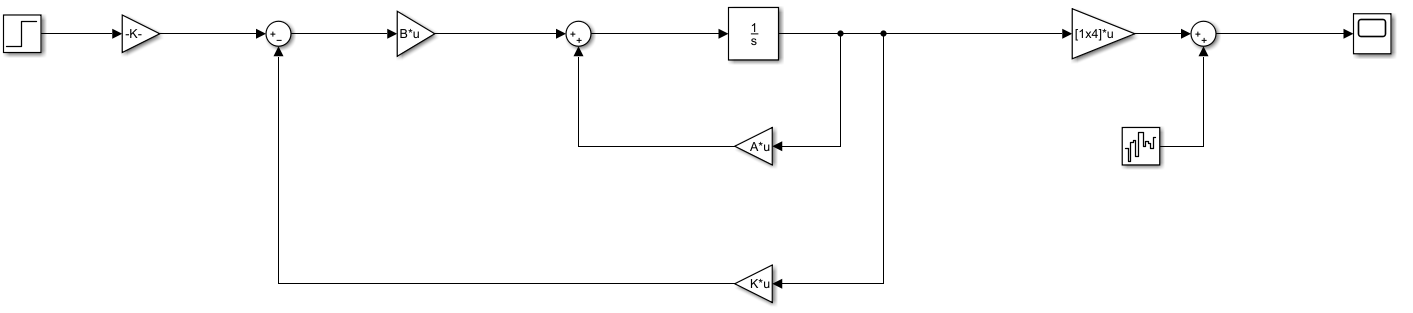 -K-
+
−
B*u
+
+
1
s
[1x4]*u
+
+
A*u
K*u